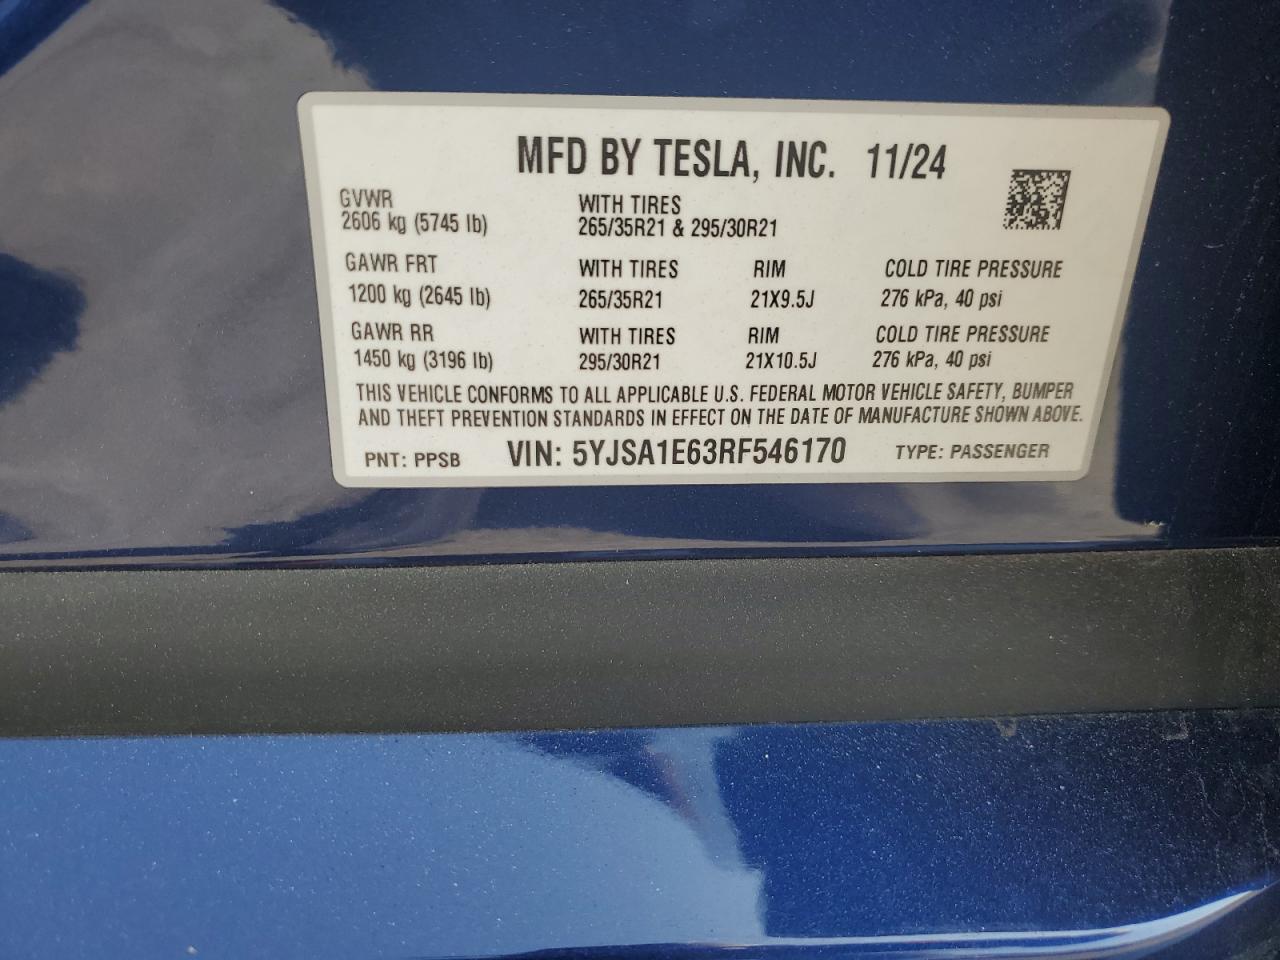 MFD BY TESLA, INC. 11/24
GVWR WITH TIRES
2606 kg (5745 lb) 265/35R21 & 295/30R21
GAWR FRT WITH TIRES RIM COLD TIRE PRESSURE
1200 kg (2645 lb) 265/35R21 21X9.5J 276 kPa, 40 psi
GAWR RR WITH TIRES RIM COLD TIRE PRESSURE
1450 kg (3196 lb) 295/30R21 21X10.5J 276 kPa, 40 psi
THIS VEHICLE CONFORMS TO ALL APPLICABLE U.S. FEDERAL MOTOR VEHICLE SAFETY, BUMPER
AND THEFT PREVENTION STANDARDS IN EFFECT ON THE DATE OF MANUFACTURE SHOWN ABOVE.
PNT: PPSB VIN: 5YJSA1E63RF546170 TYPE: PASSENGER